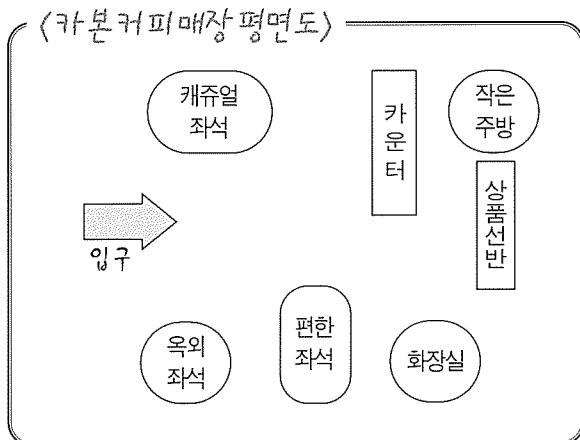 <카본커피매장평면도>
캐쥬얼
좌석
카운터
작은
주방
상품선반
입구
옥외
좌석
편한
좌석
화장실